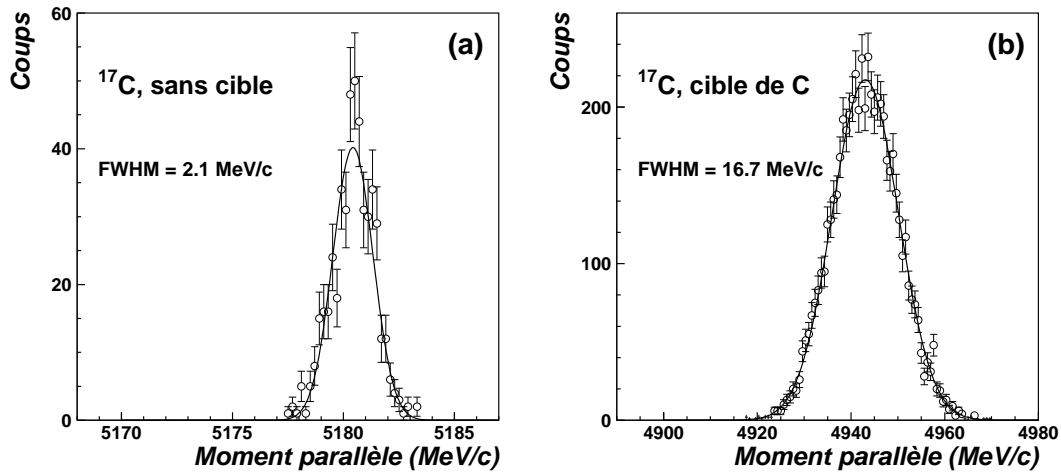 Coups
60
40
20
0
(a)
¹⁷C, sans cible
FWHM = 2.1 MeV/c
5170
5175
5180
5185
Moment parallèle (MeV/c)
Coups
200
100
0
(b)
¹⁷C, cible de C
FWHM = 16.7 MeV/c
4900
4920
4940
4960
4980
Moment parallèle (MeV/c)